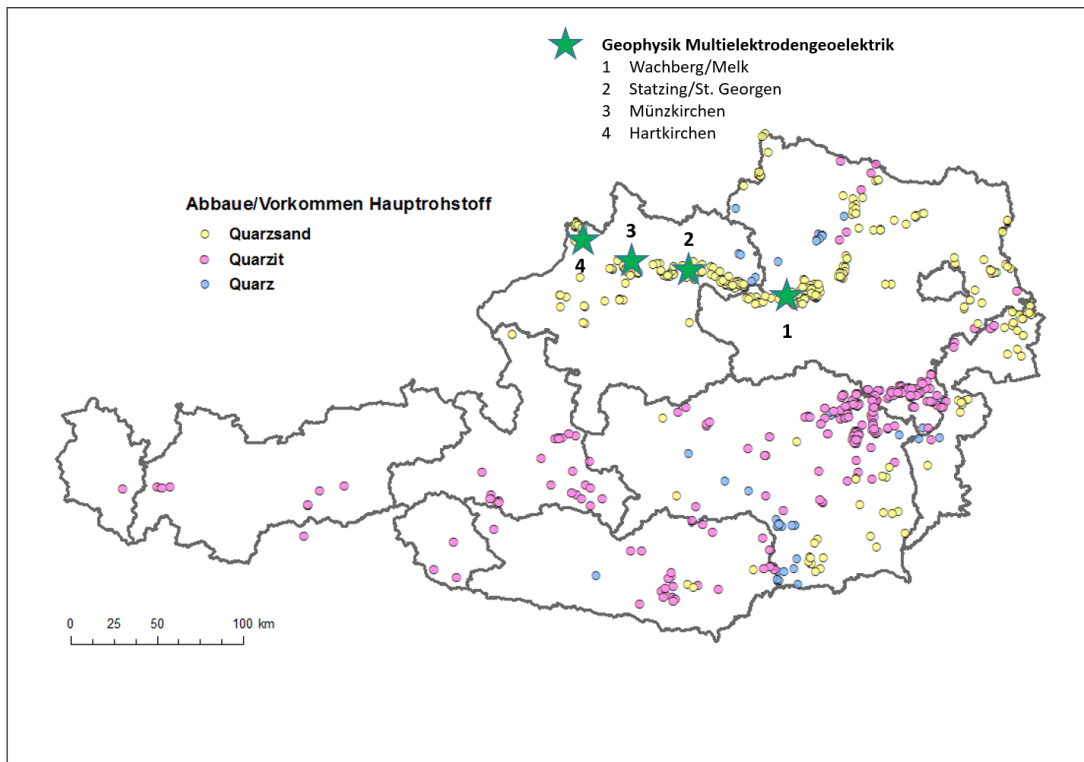 Geophysik Multielektrodengeoelektrik
1 Wachberg/Melk
2 Statzing/St. Georgen
3 Münzkirchen
4 Hartkirchen
Abbaue/Vorkommen Hauptrohstoff
Quarzsand
Quarzit
Quarz
3
2
4
1
0 25 50 100 km